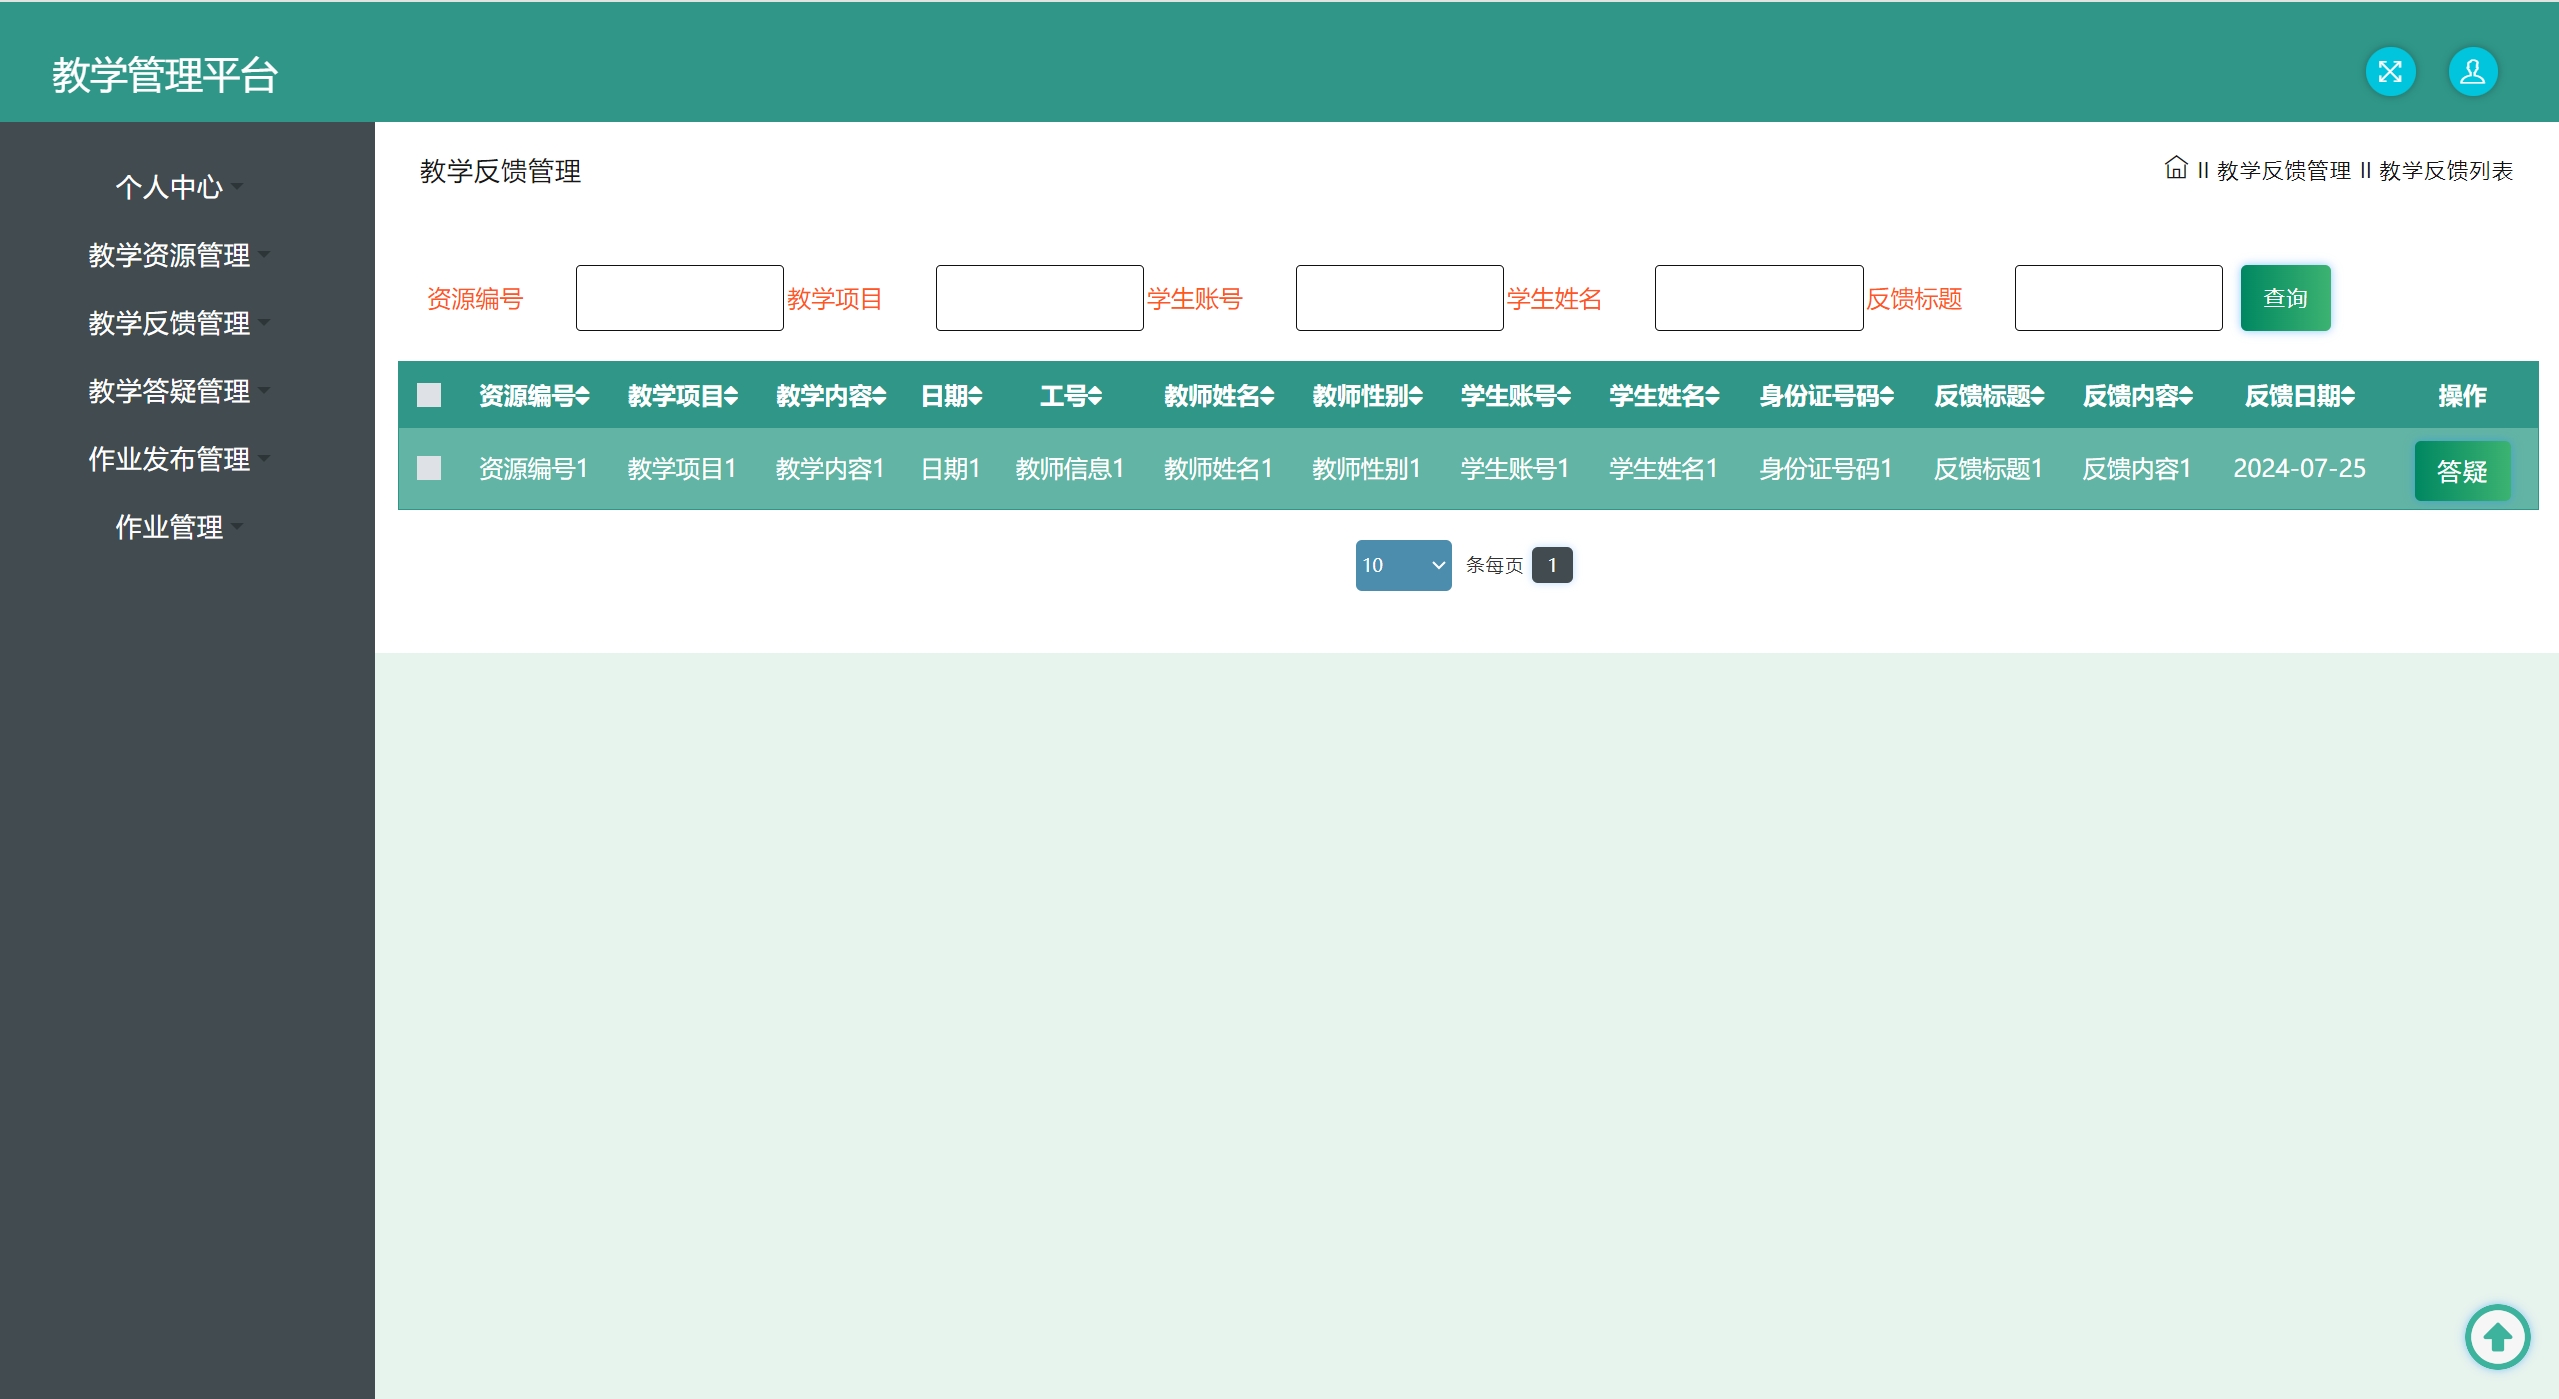 教学管理平台
个人中心
教学资源管理
教学反馈管理
教学答疑管理
作业发布管理
作业管理
教学反馈管理
II 教学反馈管理 II 教学反馈列表
资源编号 教学项目 学生账号 学生姓名 反馈标题 查询
资源编号 教学项目 教学内容 日期 工号 教师姓名 教师性别 学生账号 学生姓名 身份证号码 反馈标题 反馈内容 反馈日期 操作
资源编号1 教学项目1 教学内容1 日期1 教师信息1 教师姓名1 教师性别1 学生账号1 学生姓名1 身份证号码1 反馈标题1 反馈内容1 2024-07-25 答疑
10 条每页 1